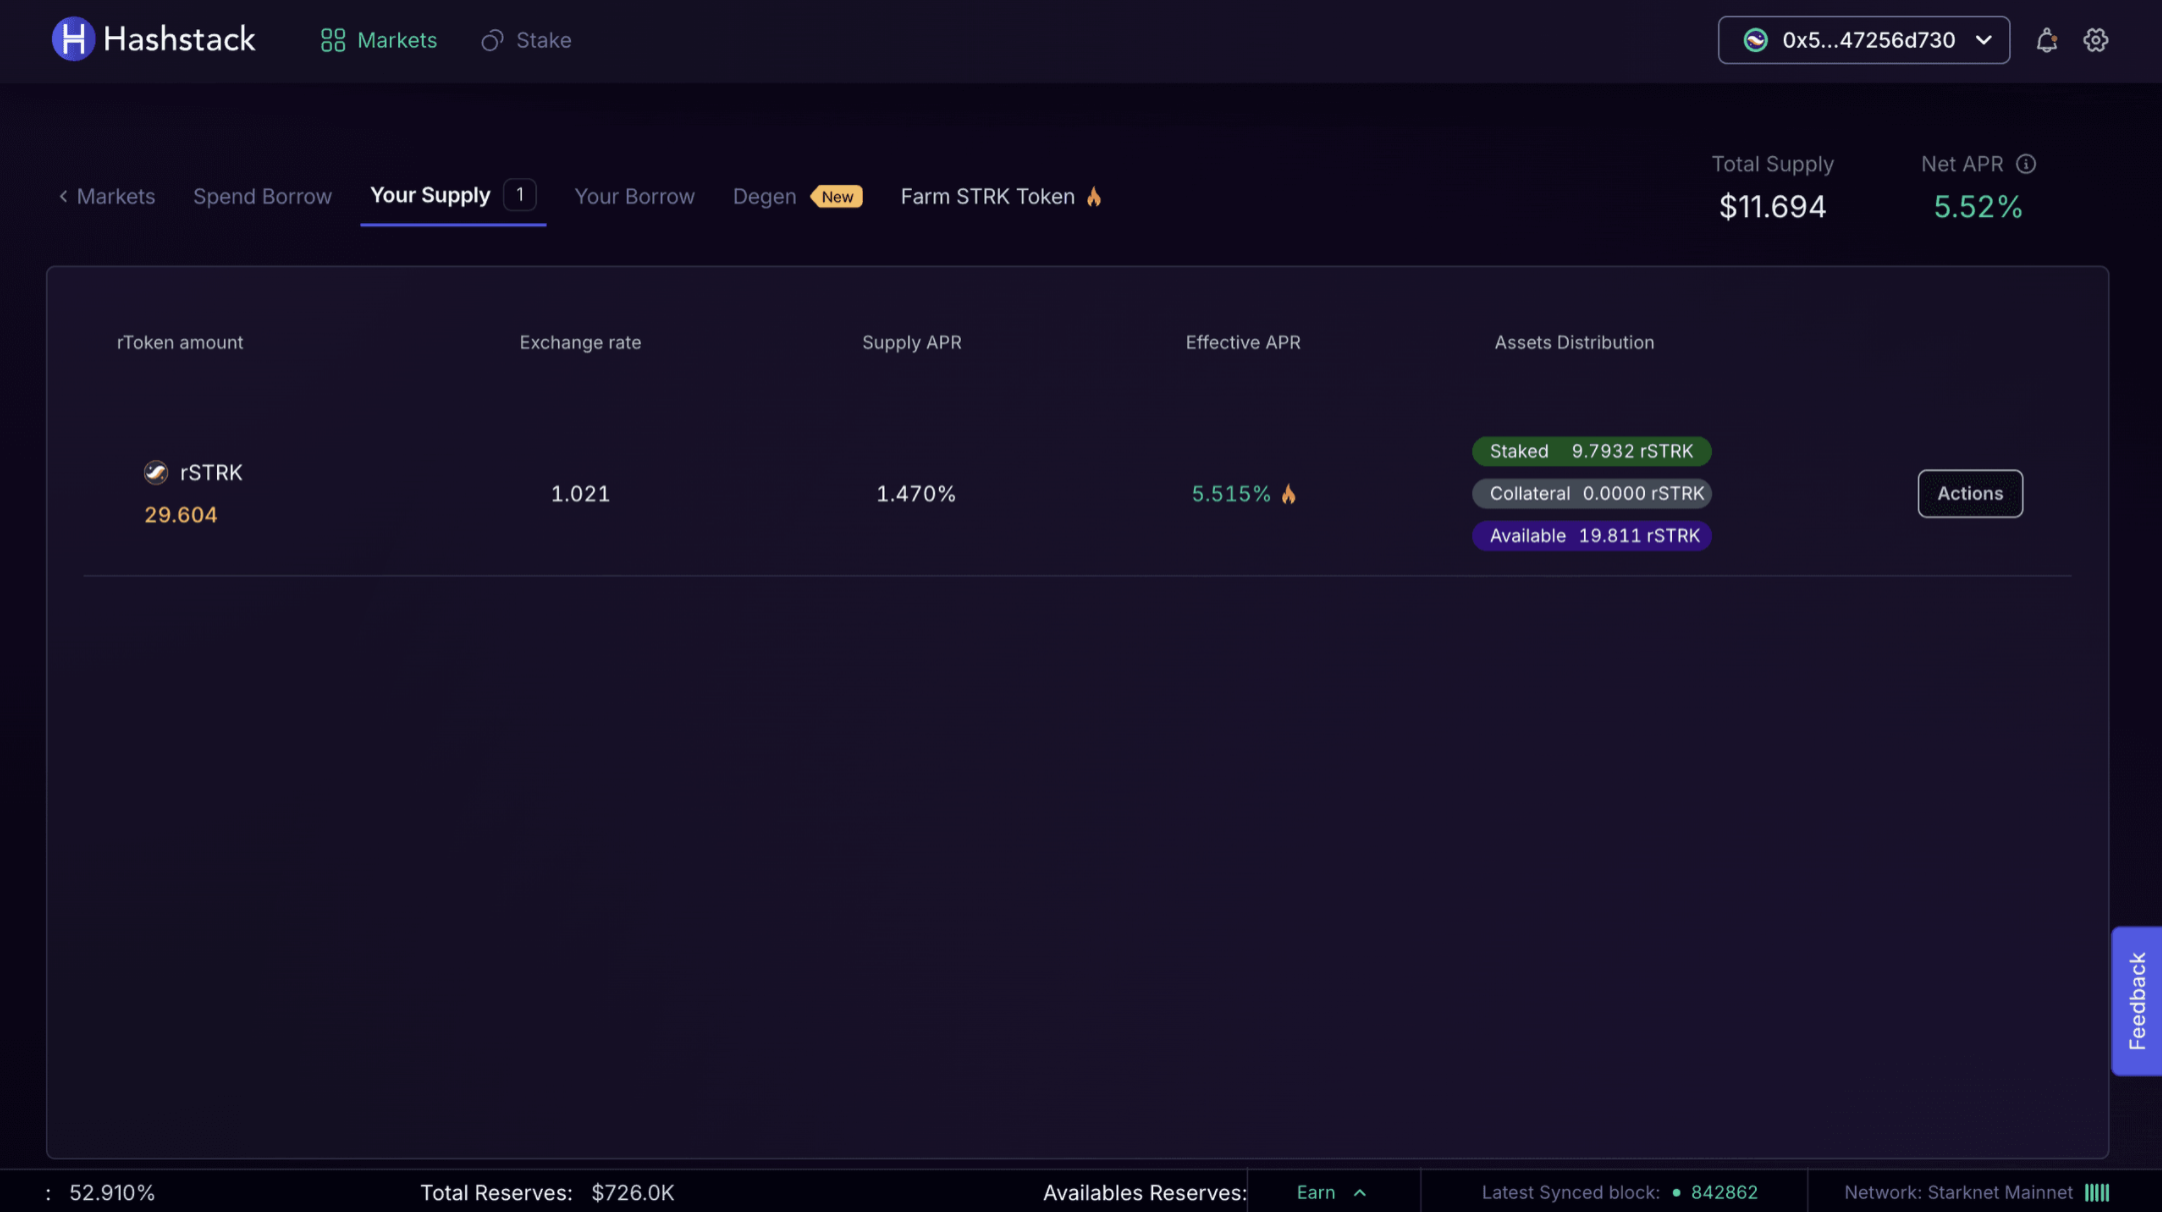 Hashstack Markets Stake 0x5...47256d730
Total Supply Net APR
Markets Spend Borrow Your Supply 1 Your Borrow Degen New Farm STRK Token
$11.694 5.52%
rToken amount Exchange rate Supply APR Effective APR Assets Distribution
rSTRK
29.604
1.021
1.470%
5.515%
Staked 9.7932 rSTRK
Collateral 0.0000 rSTRK
Available 19.811 rSTRK
Actions
Feedback
: 52.910% Total Reserves: $726.0K Availables Reserves: Earn Latest Synced block: 842862 Network: Starknet Mainnet